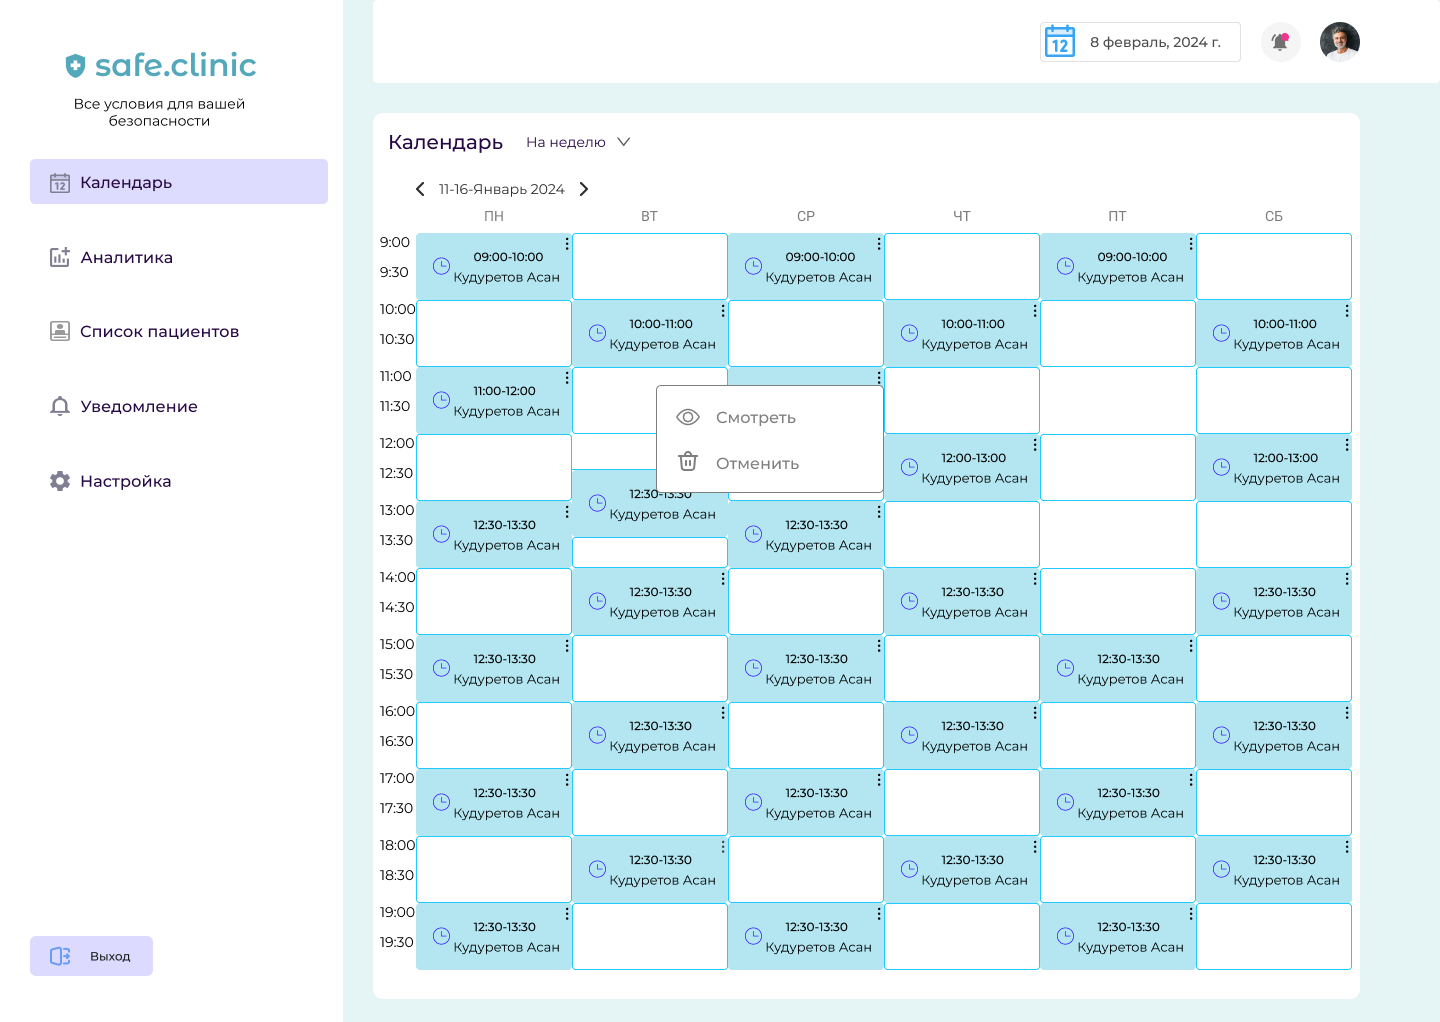 safe.clinic
Все условия для вашей
безопасности
Календарь
Аналитика
Список пациентов
Уведомление
Настройка
Выход
12
8 февраль, 2024 г.
Календарь На неделю
11-16-Январь 2024
ПН ВТ СР ЧТ ПТ СБ
9:00
09:00-10:00 09:00-10:00 09:00-10:00
9:30 Кудуретов Асан Кудуретов Асан Кудуретов Асан
10:00
10:00-11:00 10:00-11:00 10:00-11:00
10:30 Кудуретов Асан Кудуретов Асан Кудуретов Асан
11:00
11:00-12:00
11:30 Кудуретов Асан
Смотреть
Отменить
12:00
12:00-13:00 12:00-13:00
12:30 Кудуретов Асан Кудуретов Асан
12:30-13:30
Кудуретов Асан
13:00
12:30-13:30 12:30-13:30
13:30 Кудуретов Асан Кудуретов Асан
14:00
12:30-13:30 12:30-13:30 12:30-13:30
14:30 Кудуретов Асан Кудуретов Асан Кудуретов Асан
15:00
12:30-13:30 12:30-13:30 12:30-13:30
15:30 Кудуретов Асан Кудуретов Асан Кудуретов Асан
16:00
12:30-13:30 12:30-13:30 12:30-13:30
16:30 Кудуретов Асан Кудуретов Асан Кудуретов Асан
17:00
12:30-13:30 12:30-13:30 12:30-13:30
17:30 Кудуретов Асан Кудуретов Асан Кудуретов Асан
18:00
12:30-13:30 12:30-13:30 12:30-13:30
18:30 Кудуретов Асан Кудуретов Асан Кудуретов Асан
19:00
12:30-13:30 12:30-13:30 12:30-13:30
19:30 Кудуретов Асан Кудуретов Асан Кудуретов Асан